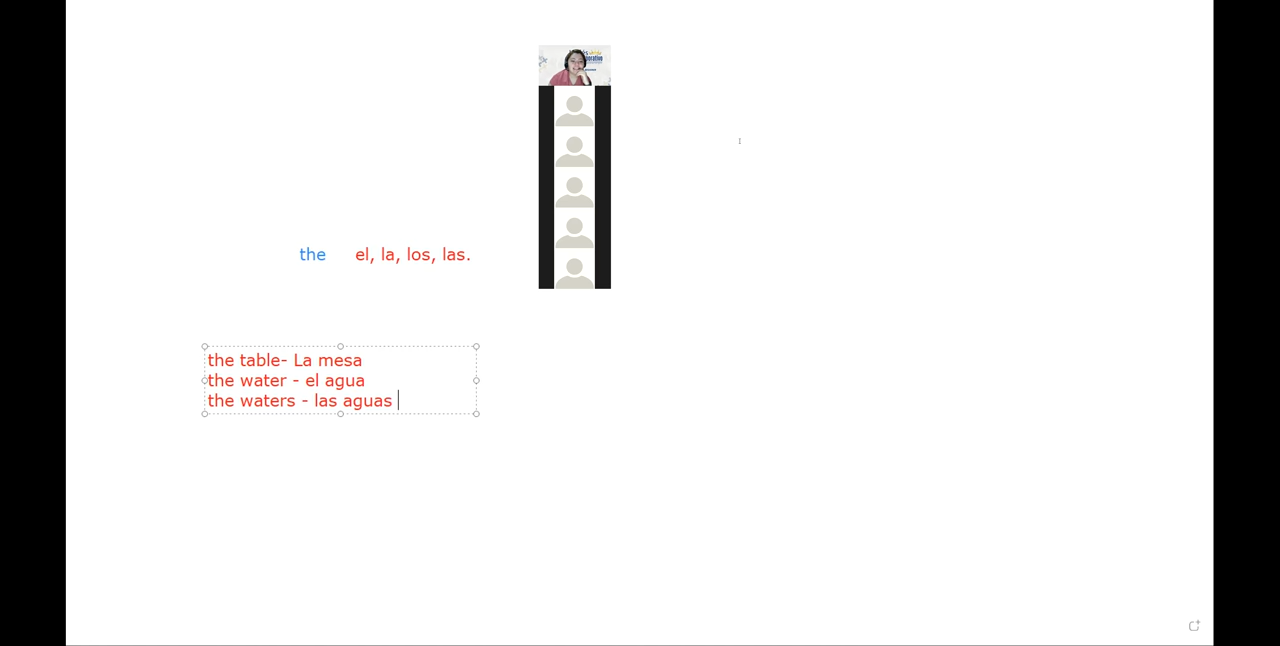 the el, la, los, las.
the table- La mesa
the water - el agua
the waters - las aguas